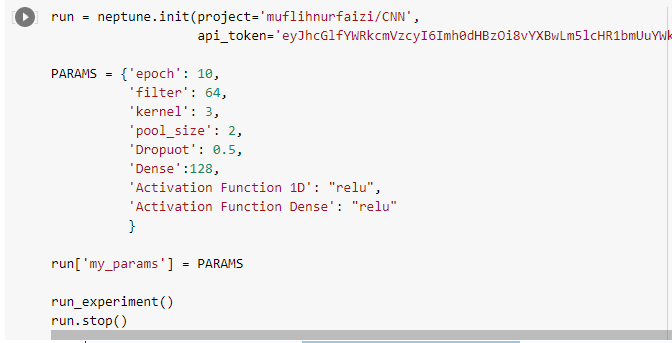 run = neptune.init(project='muflihnurfaizi/CNN',
api_token='eyJhcGlfYWRkcmVzcyI6Imh0dHBzOi8vYXBwLm5lcHR1bmUuYWk
PARAMS = {'epoch': 10,
'filter': 64,
'kernel': 3,
'pool_size': 2,
'Dropuot': 0.5,
'Dense':128,
'Activation Function 1D': "relu",
'Activation Function Dense': "relu"
}
run['my_params'] = PARAMS
run_experiment()
run.stop()